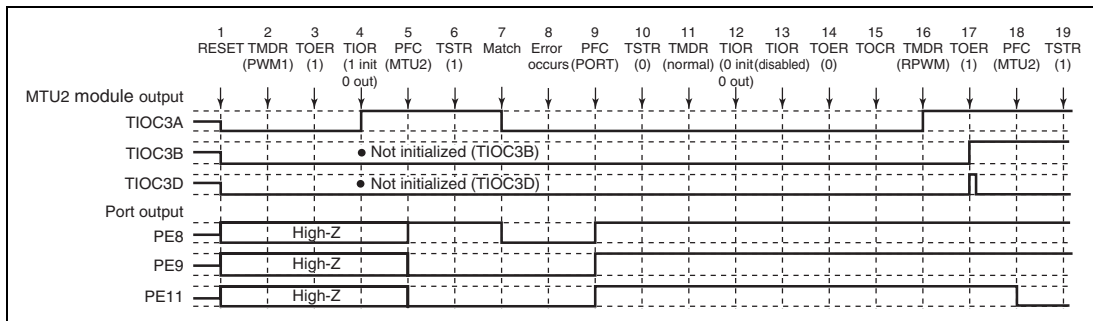 1 2 3 4 5 6 7 8 9 10 11 12 13 14 15 16 17 18 19
RESET TMDR TOER TIOR PFC TSTR Match Error PFC TSTR TMDR TIOR TIOR TOER TOCR TMDR TOER PFC TSTR
(PWM1) (1) (1 init (MTU2) (1) occurs (PORT) (0) (normal) (0 init (disabled) (0) (RPWM) (1) (MTU2) (1)
0 out) 0 out)
MTU2 module output
TIOC3A
TIOC3B ● Not initialized (TIOC3B)
TIOC3D ● Not initialized (TIOC3D)
Port output
PE8 High-Z
PE9 High-Z
PE11 High-Z